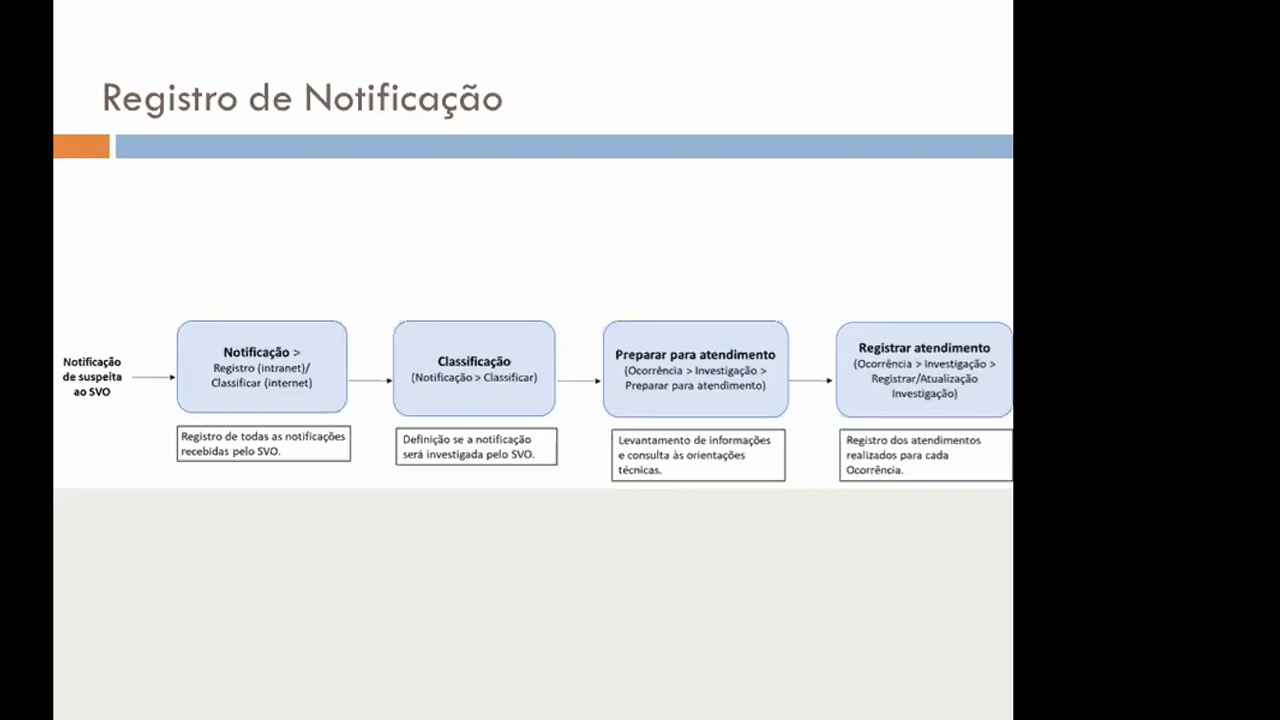 Registro de Notificação
Notificação
de suspeita
ao SVO
Notificação >
Registro (intranet)/
Classificar (internet)
Registro de todas as notificações
recebidas pelo SVO.
Classificação
(Notificação > Classificar)
Definição se a notificação
será investigada pelo SVO.
Preparar para atendimento
(Ocorrência > Investigação >
Preparar para atendimento)
Levantamento de informações
e consulta às orientações
técnicas.
Registrar atendimento
(Ocorrência > Investigação >
Registrar/Atualização
Investigação)
Registro dos atendimentos
realizados para cada
Ocorrência.